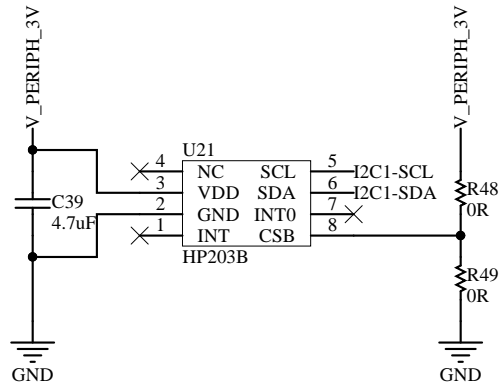 V_PERIPH_3V
V_PERIPH_3V
U21
4 NC SCL 5 I2C1-SCL
3 VDD SDA 6 I2C1-SDA
2 GND INT0 7
1 INT CSB 8
HP203B
C39
4.7uF
R48
0R
R49
0R
GND
GND